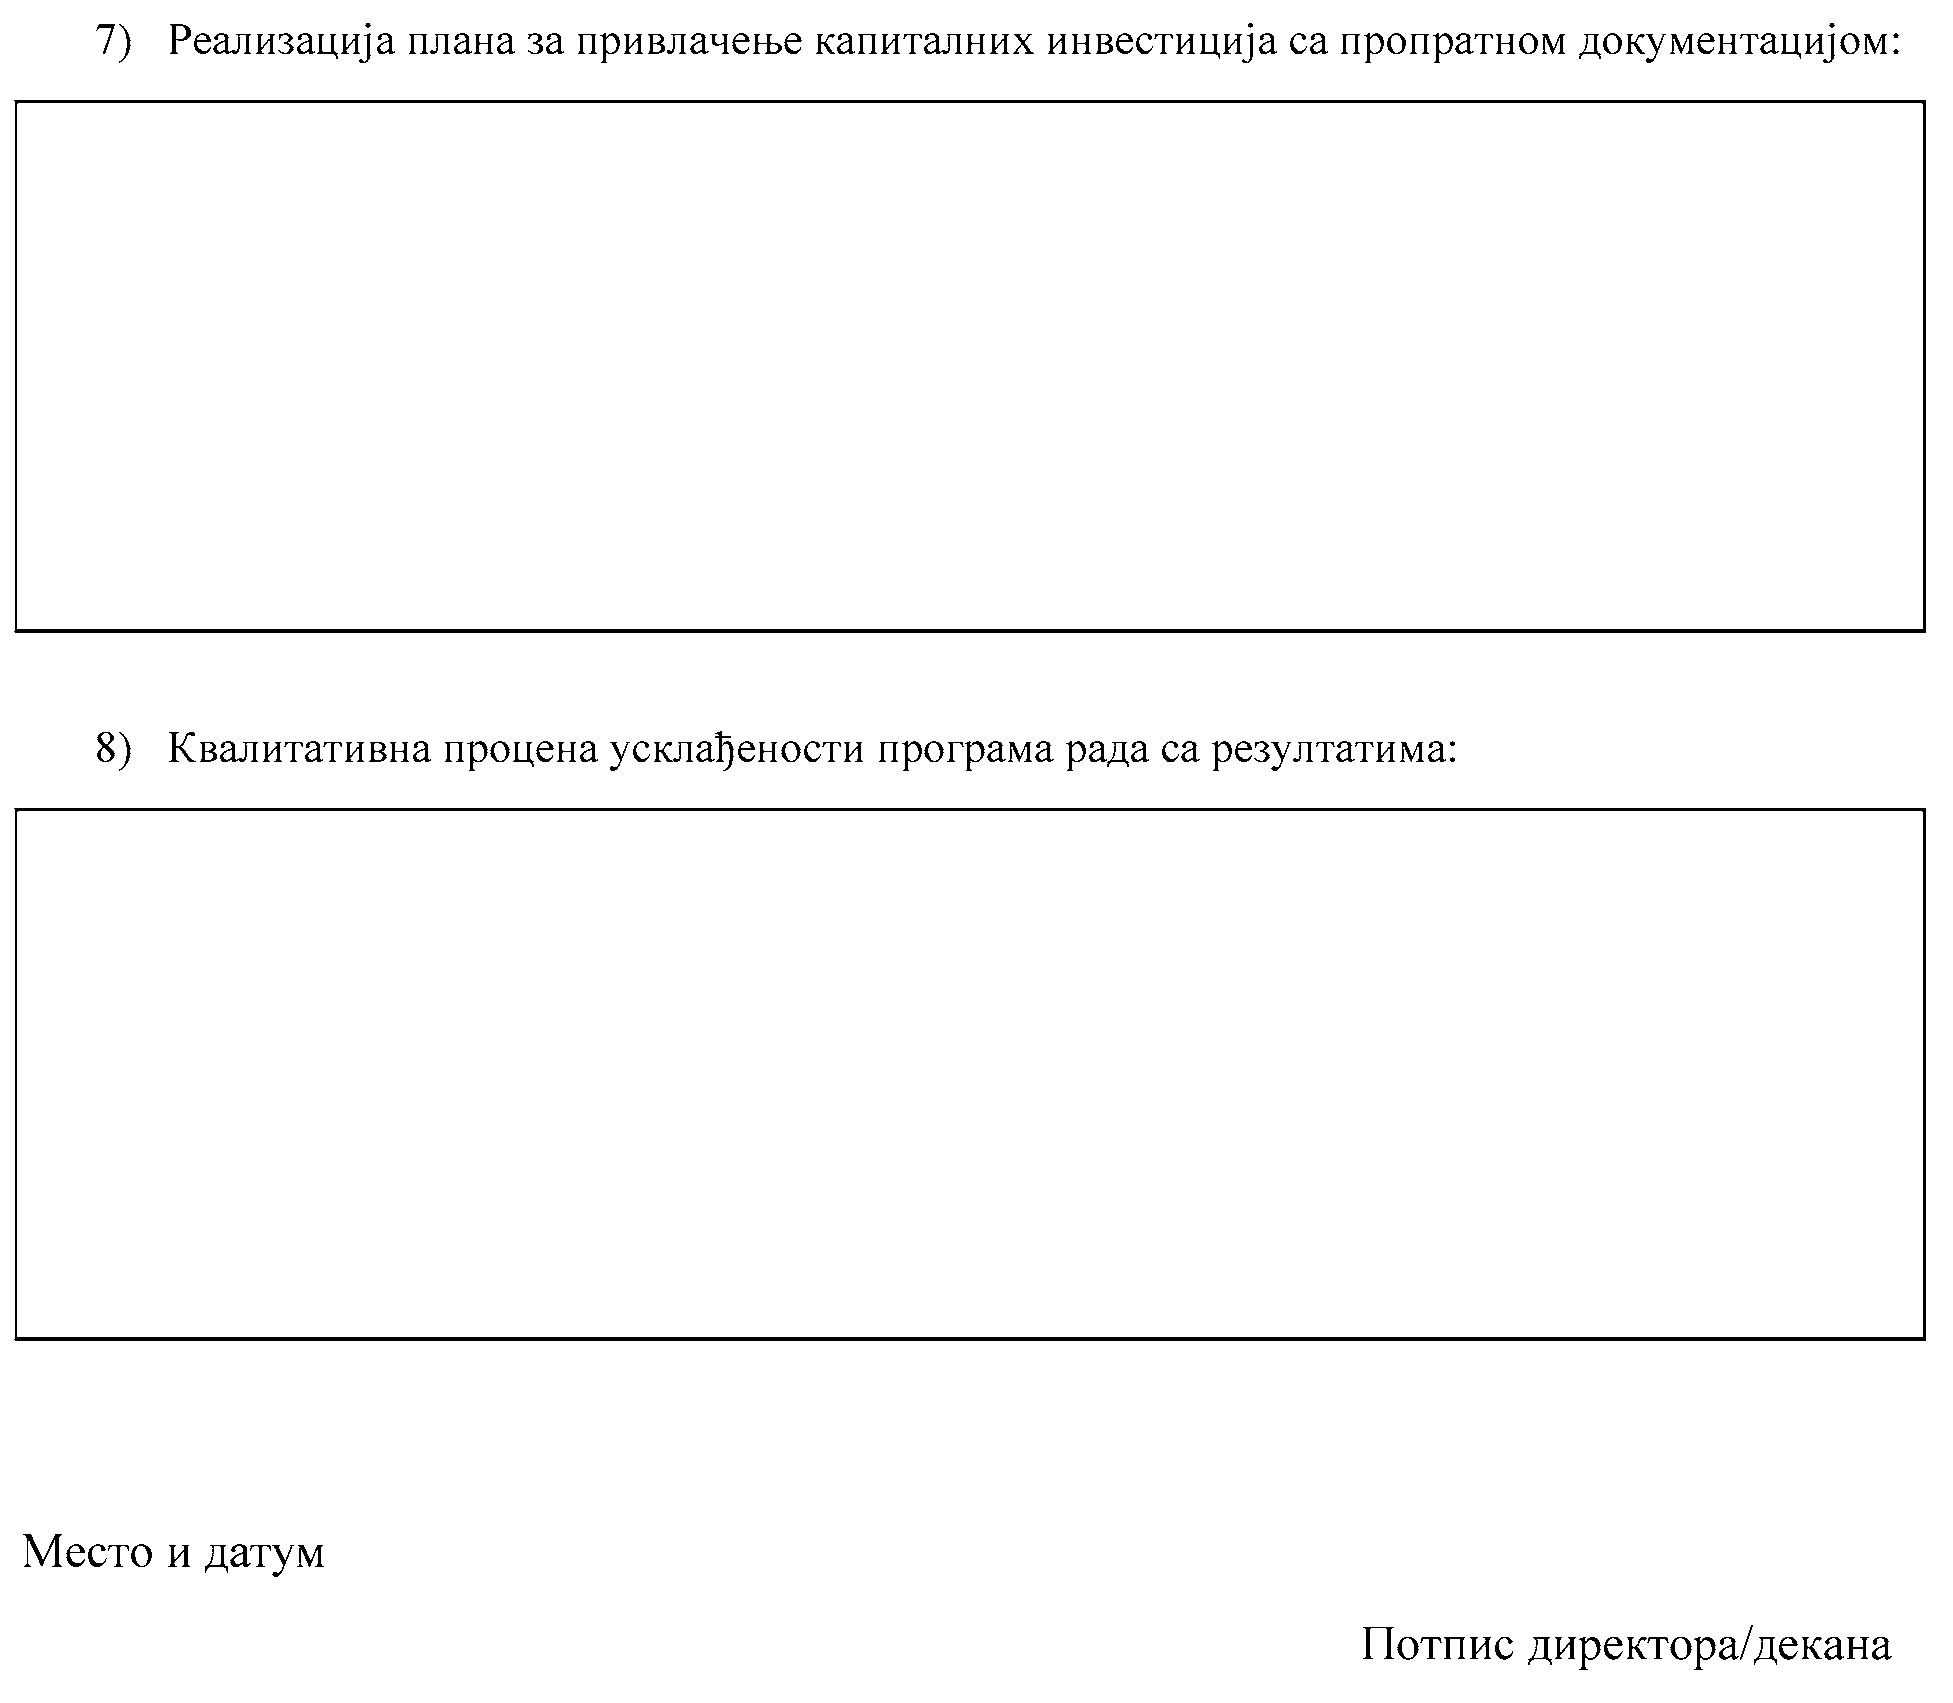 7) Реализација плана за привлачење капиталних инвестиција са пропратном документацијом:
8) Квалитативна процена усклађености програма рада са резултатима:
Место и датум
Потпис директора/декана